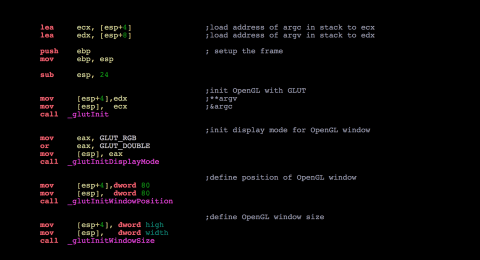 lea ecx, [esp+4] ;load address of argc in stack to ecx
lea edx, [esp+8] ;load address of argv in stack to edx
push ebp ; setup the frame
mov ebp, esp
sub esp, 24
;init OpenGL with GLUT
mov [esp+4],edx ;**argv
mov [esp], ecx ;&argc
call _glutInit
;init display mode for OpenGL window
mov eax, GLUT_RGB
or eax, GLUT_DOUBLE
mov [esp], eax
call _glutInitDisplayMode
;define position of OpenGL window
mov [esp+4],dword 80
mov [esp], dword 80
call _glutInitWindowPosition
;define OpenGL window size
mov [esp+4], dword high
mov [esp], dword width
call _glutInitWindowSize